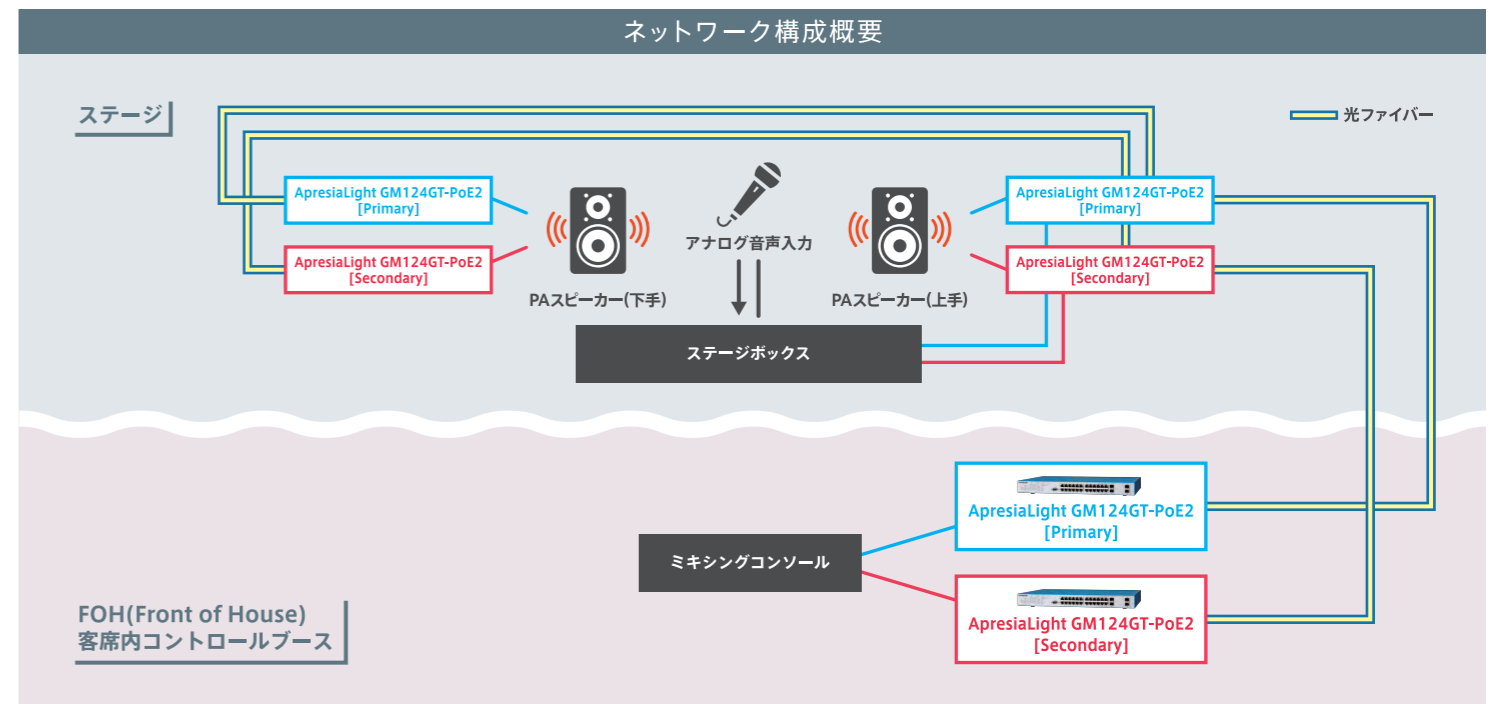 ネットワーク構成概要
ステージ
光ファイバー
ApresiaLight GM124GT-PoE2
[Primary]
ApresiaLight GM124GT-PoE2
[Secondary]
PAスピーカー(下手)
アナログ音声入力
PAスピーカー(上手)
ApresiaLight GM124GT-PoE2
[Primary]
ApresiaLight GM124GT-PoE2
[Secondary]
ステージボックス
ApresiaLight GM124GT-PoE2
[Primary]
ミキシングコンソール
ApresiaLight GM124GT-PoE2
[Secondary]
FOH(Front of House)
客席内コントロールブース